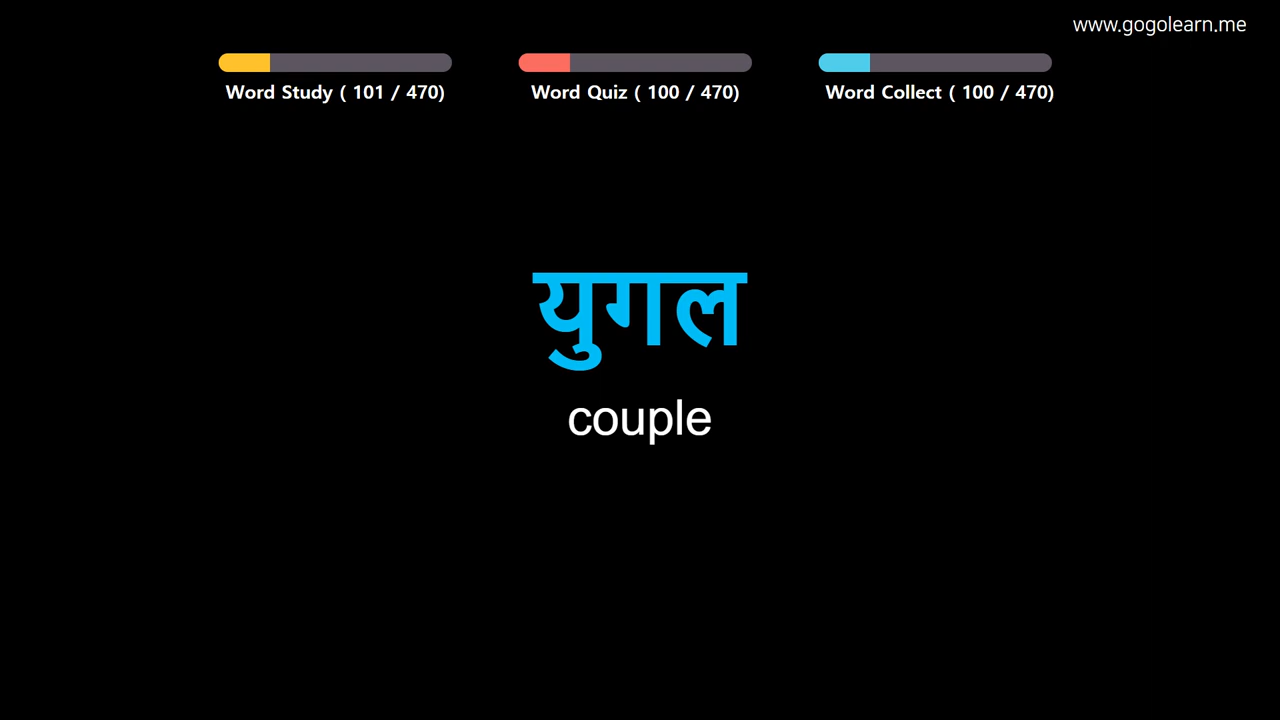 www.gogolearn.me
Word Study ( 101 / 470)
Word Quiz ( 100 / 470)
Word Collect ( 100 / 470)
युगल
couple